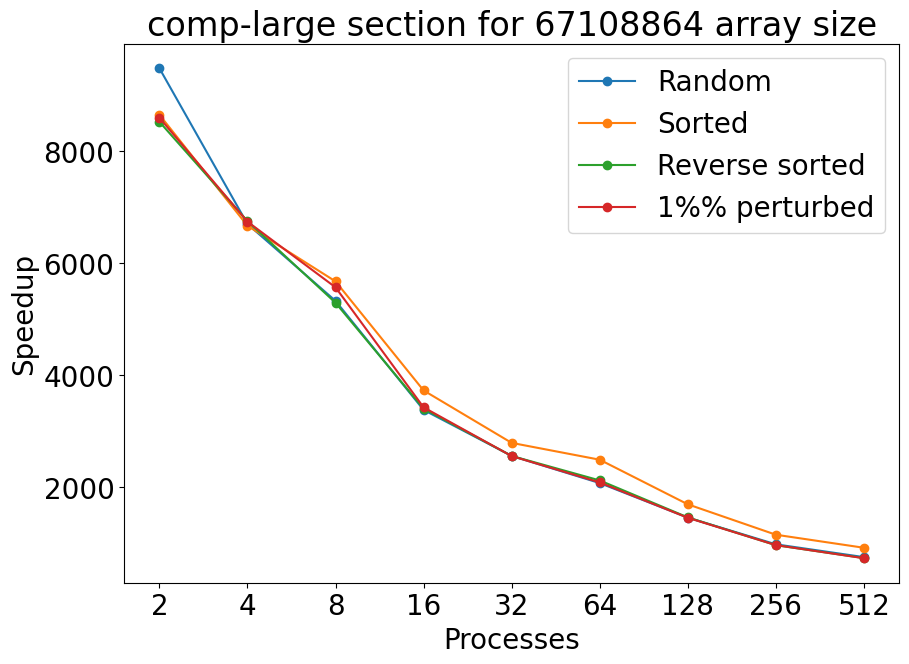 comp-large section for 67108864 array size
Random
Sorted
Reverse sorted
1%% perturbed
Speedup
8000
6000
4000
2000
2 4 8 16 32 64 128 256 512
Processes